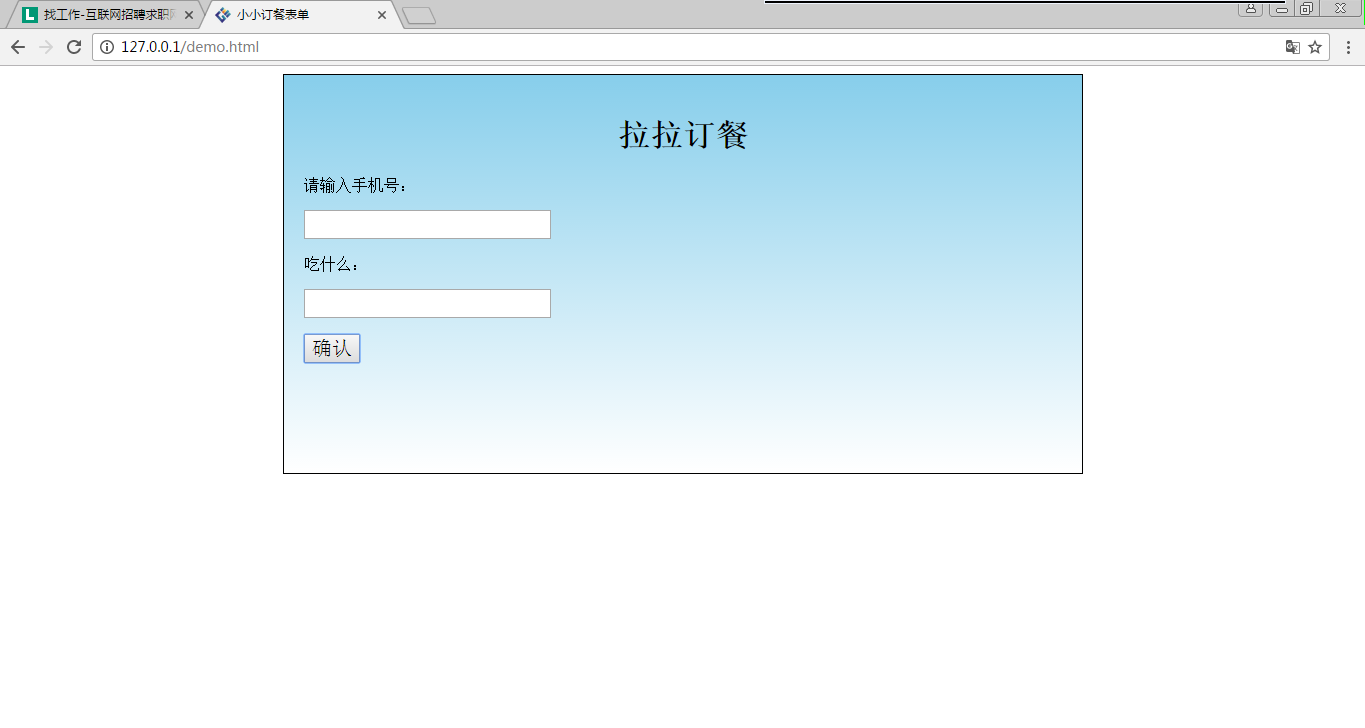 找工作-互联网招聘求职
小小订餐表单
127.0.0.1/demo.html
拉拉订餐
请输入手机号：
吃什么：
确认